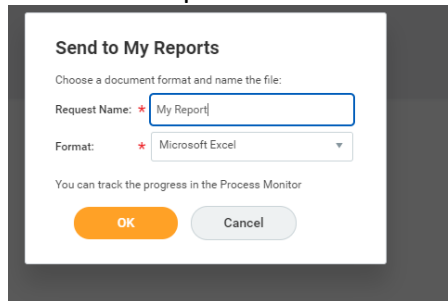 Send to My Reports
Choose a document format and name the file:
Request Name: * My Report
Format: * Microsoft Excel
You can track the progress in the Process Monitor
OK Cancel